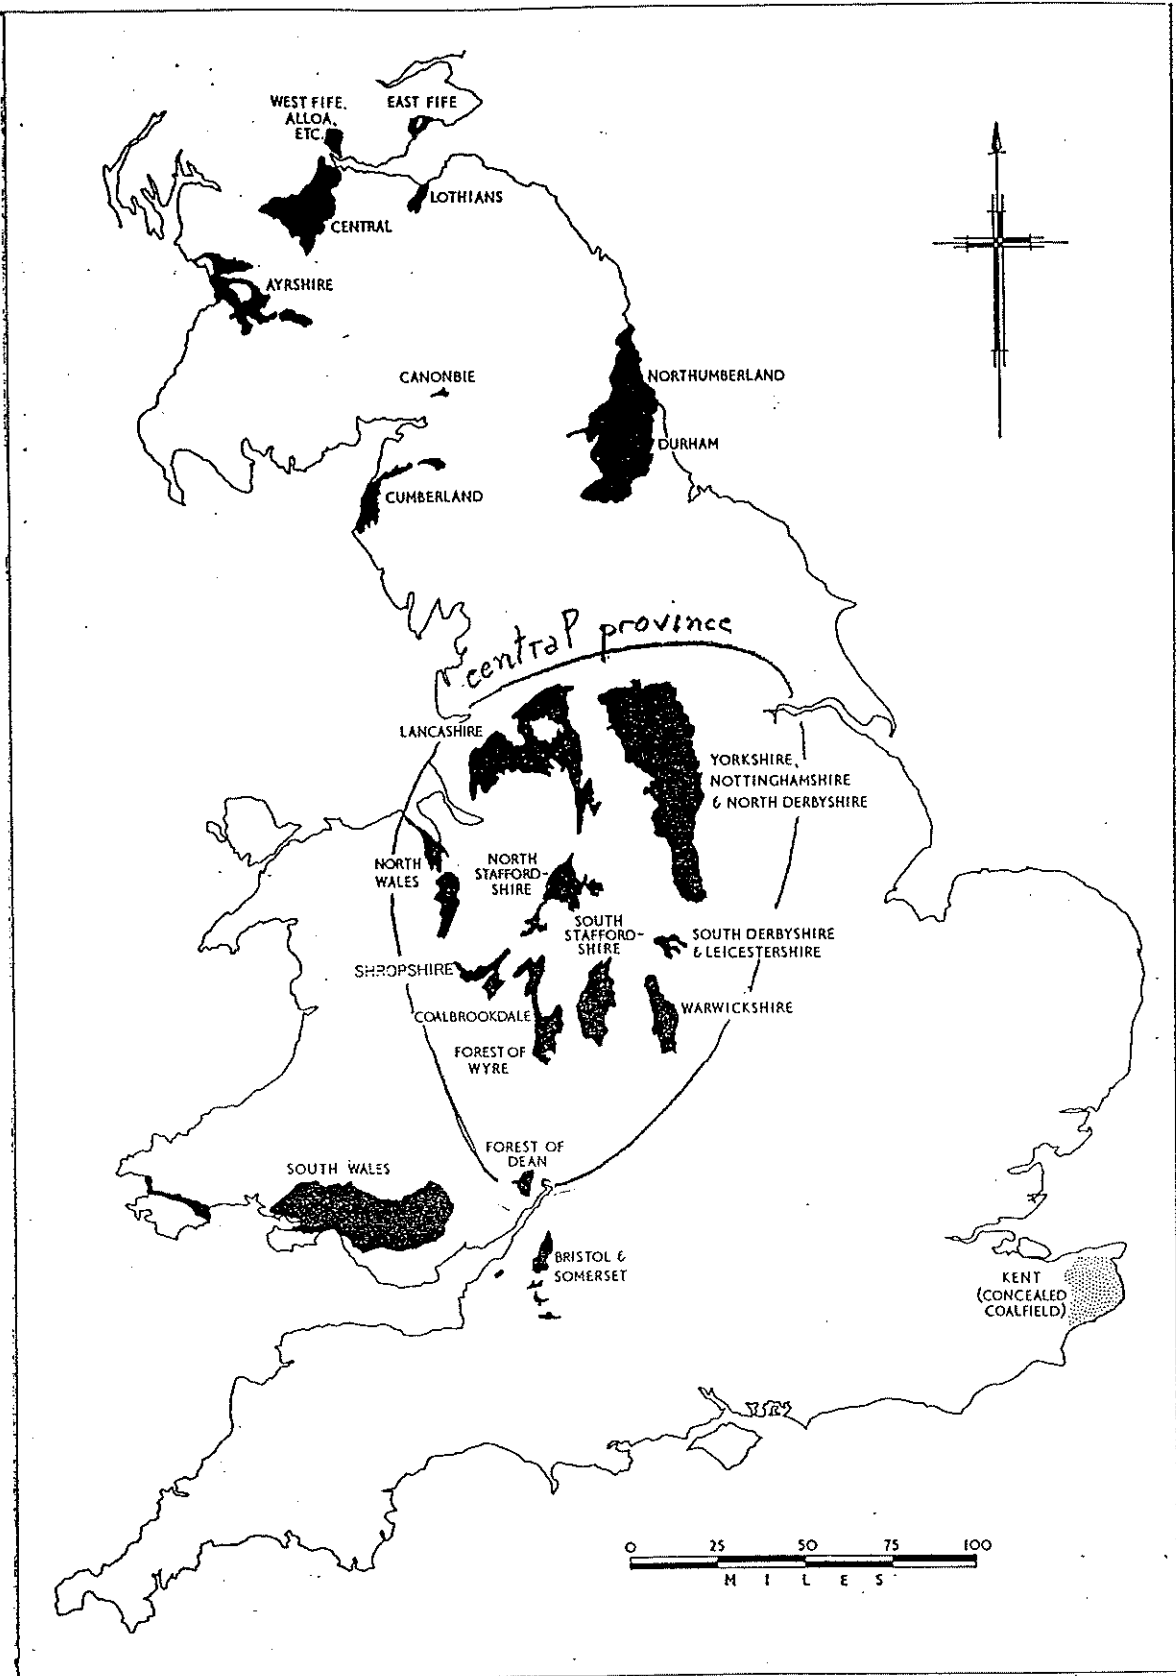 WEST FIFE,
ALLOA,
ETC.
EAST FIFE
LOTHIANS
CENTRAL
AYRSHIRE
CANONBIE
NORTHUMBERLAND
DURHAM
CUMBERLAND
central province
LANCASHIRE
YORKSHIRE,
NOTTINGHAMSHIRE
& NORTH DERBYSHIRE
NORTH
WALES
NORTH
STAFFORD-
SHIRE
SOUTH
STAFFORD-
SHIRE
SOUTH DERBYSHIRE
& LEICESTERSHIRE
SHROPSHIRE
COALBROOKDALE
WARWICKSHIRE
FOREST OF
WYRE
FOREST OF
DEAN
SOUTH WALES
BRISTOL &
SOMERSET
KENT
(CONCEALED
COALFIELD)
0 25 50 75 100
MILES